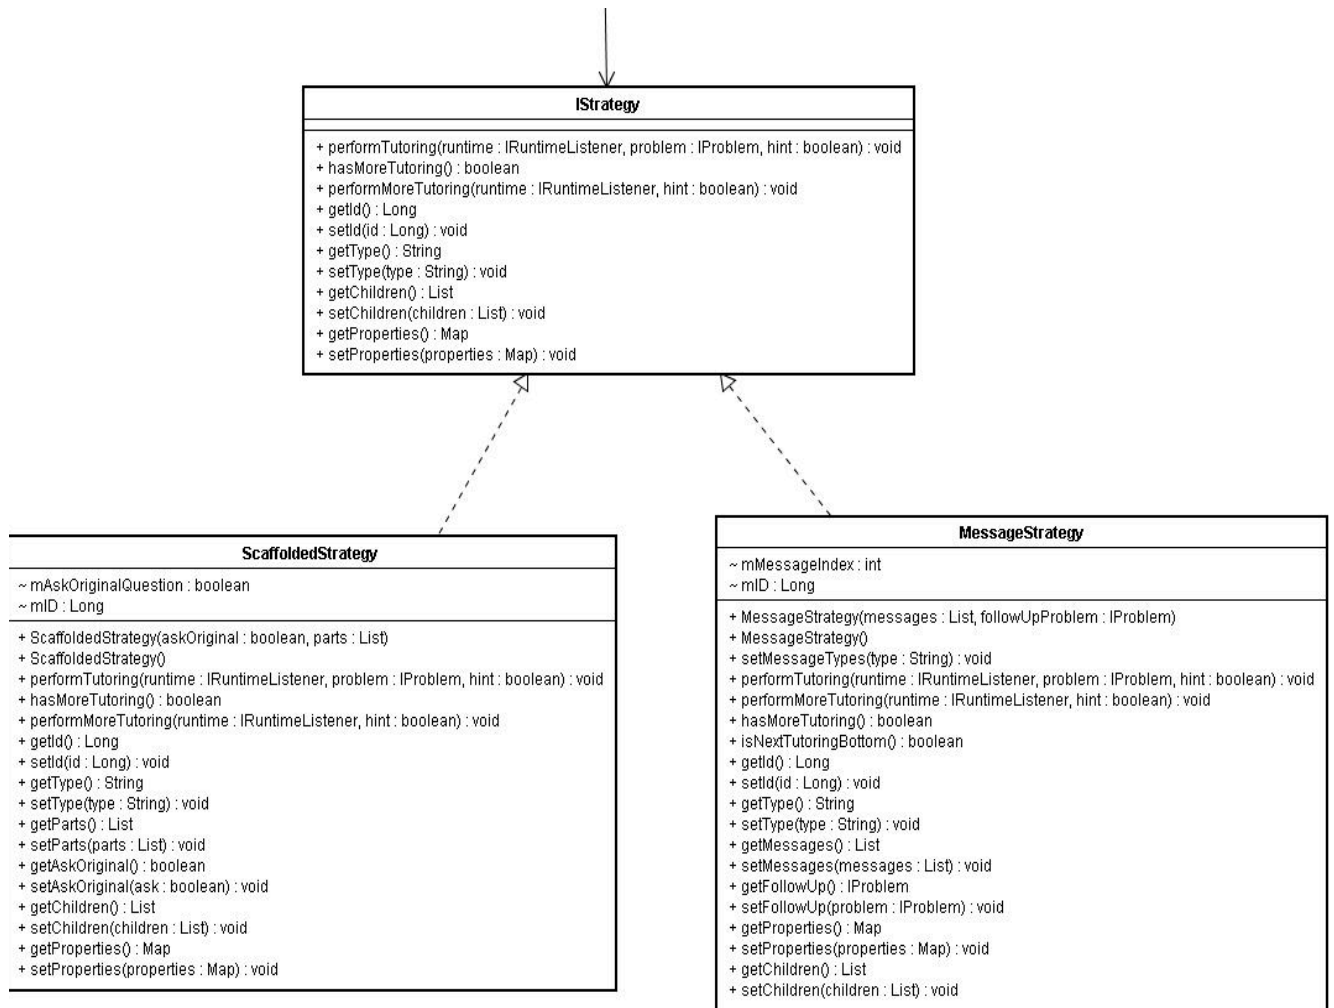 IStrategy
+ performTutoring(runtime : IRuntimeListener, problem : IProblem, hint : boolean) : void
+ hasMoreTutoring() : boolean
+ performMoreTutoring(runtime : IRuntimeListener, hint : boolean) : void
+ getId() : Long
+ setId(id : Long) : void
+ getType() : String
+ setType(type : String) : void
+ getChildren() : List
+ setChildren(children : List) : void
+ getProperties() : Map
+ setProperties(properties : Map) : void
ScaffoldedStrategy
~ mAskOriginalQuestion : boolean
~ mID : Long
+ ScaffoldedStrategy(askOriginal : boolean, parts : List)
+ ScaffoldedStrategy()
+ performTutoring(runtime : IRuntimeListener, problem : IProblem, hint : boolean) : void
+ hasMoreTutoring() : boolean
+ performMoreTutoring(runtime : IRuntimeListener, hint : boolean) : void
+ getId() : Long
+ setId(id : Long) : void
+ getType() : String
+ setType(type : String) : void
+ getParts() : List
+ setParts(parts : List) : void
+ getAskOriginal() : boolean
+ setAskOriginal(ask : boolean) : void
+ getChildren() : List
+ setChildren(children : List) : void
+ getProperties() : Map
+ setProperties(properties : Map) : void
MessageStrategy
~ mMessageIndex : int
~ mID : Long
+ MessageStrategy(messages : List, followUpProblem : IProblem)
+ MessageStrategy()
+ setMessageTypes(type : String) : void
+ performTutoring(runtime : IRuntimeListener, problem : IProblem, hint : boolean) : void
+ performMoreTutoring(runtime : IRuntimeListener, hint : boolean) : void
+ hasMoreTutoring() : boolean
+ isNextTutoringBottom() : boolean
+ getId() : Long
+ setId(id : Long) : void
+ getType() : String
+ setType(type : String) : void
+ getMessages() : List
+ setMessages(messages : List) : void
+ getFollowUp() : IProblem
+ setFollowUp(problem : IProblem) : void
+ getProperties() : Map
+ setProperties(properties : Map) : void
+ getChildren() : List
+ setChildren(children : List) : void